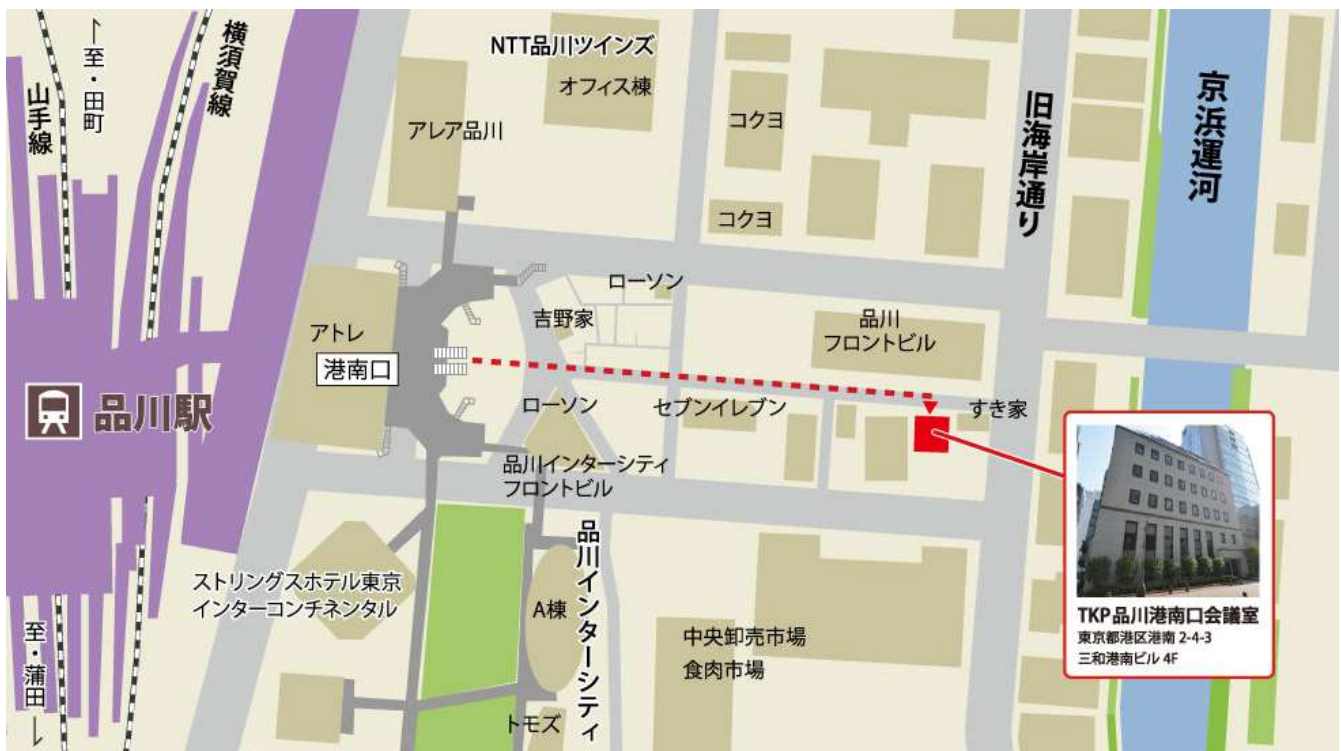 ↑至・田町
山手線
横須賀線
NTT品川ツインズ
オフィス棟
アレア品川
コクヨ
コクヨ
旧海岸通り
京浜運河
ローソン
吉野家
アトレ
港南口
品川
フロントビル
品川駅
ローソン
セブンイレブン
すき家
品川インターシティ
フロントビル
品川インターシティ
A棟
ストリングスホテル東京
インターコンチネンタル
中央卸売市場
食肉市場
トモズ
至・蒲田↓
TKP品川港南口会議室
東京都港区港南 2-4-3
三和港南ビル 4F